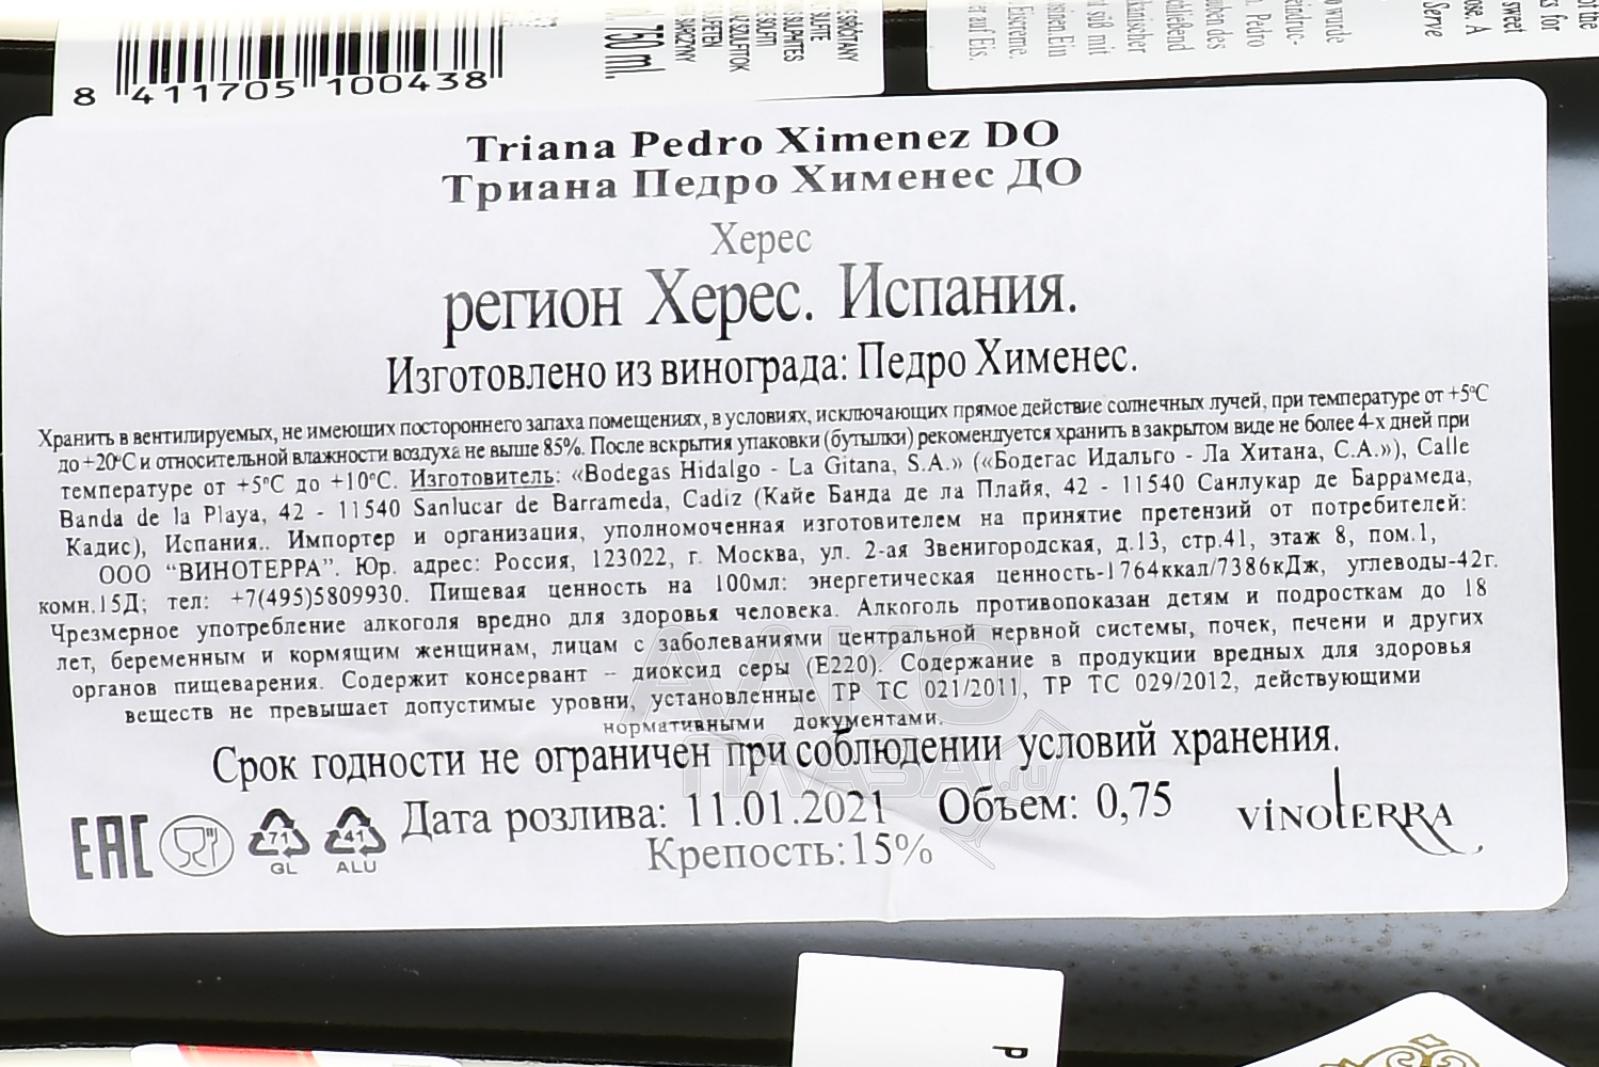 8 411705 100438
750 ml.
Triana Pedro Ximenez DO
Триана Педро Хименес ДО
Херес
регион Херес. Испания.
Изготовлено из винограда: Педро Хименес.
Хранить в вентилируемых, не имеющих постороннего запаха помещениях, в условиях, исключающих прямое действие солнечных лучей, при температуре от +5°С
до +20°С и относительной влажности воздуха не выше 85%. После вскрытия упаковки (бутылки) рекомендуется хранить в закрытом виде не более 4-х дней при
температуре от +5°С до +10°С. Изготовитель: «Bodegas Hidalgo - La Gitana, S.A.» («Бодегас Идальго - Ла Хитана, С.А.»), Calle
Banda de la Playa, 42 - 11540 Sanlucar de Barrameda, Cadiz (Кайе Банда де ла Плайя, 42 - 11540 Санлукар де Баррамеда,
Кадис), Испания.. Импортер и организация, уполномоченная изготовителем на принятие претензий от потребителей:
ООО “ВИНОТЕРРА”. Юр. адрес: Россия, 123022, г. Москва, ул. 2-ая Звенигородская, д.13, стр.41, этаж 8, пом.1,
комн.15Д; тел: +7(495)5809930. Пищевая ценность на 100мл: энергетическая ценность-1764ккал/7386кДж, углеводы-42г.
Чрезмерное употребление алкоголя вредно для здоровья человека. Алкоголь противопоказан детям и подросткам до 18
лет, беременным и кормящим женщинам, лицам с заболеваниями центральной нервной системы, почек, печени и других
органов пищеварения. Содержит консервант – диоксид серы (Е220). Содержание в продукции вредных для здоровья
веществ не превышает допустимые уровни, установленные ТР ТС 021/2011, ТР ТС 029/2012, действующими
нормативными документами.
Срок годности не ограничен при соблюдении условий хранения.
Дата розлива: 11.01.2021 Объем: 0,75
Крепость:15%
EAC
71
GL
41
ALU
VINOTERRA
АЛКО
ПЛАЗА.ru
P